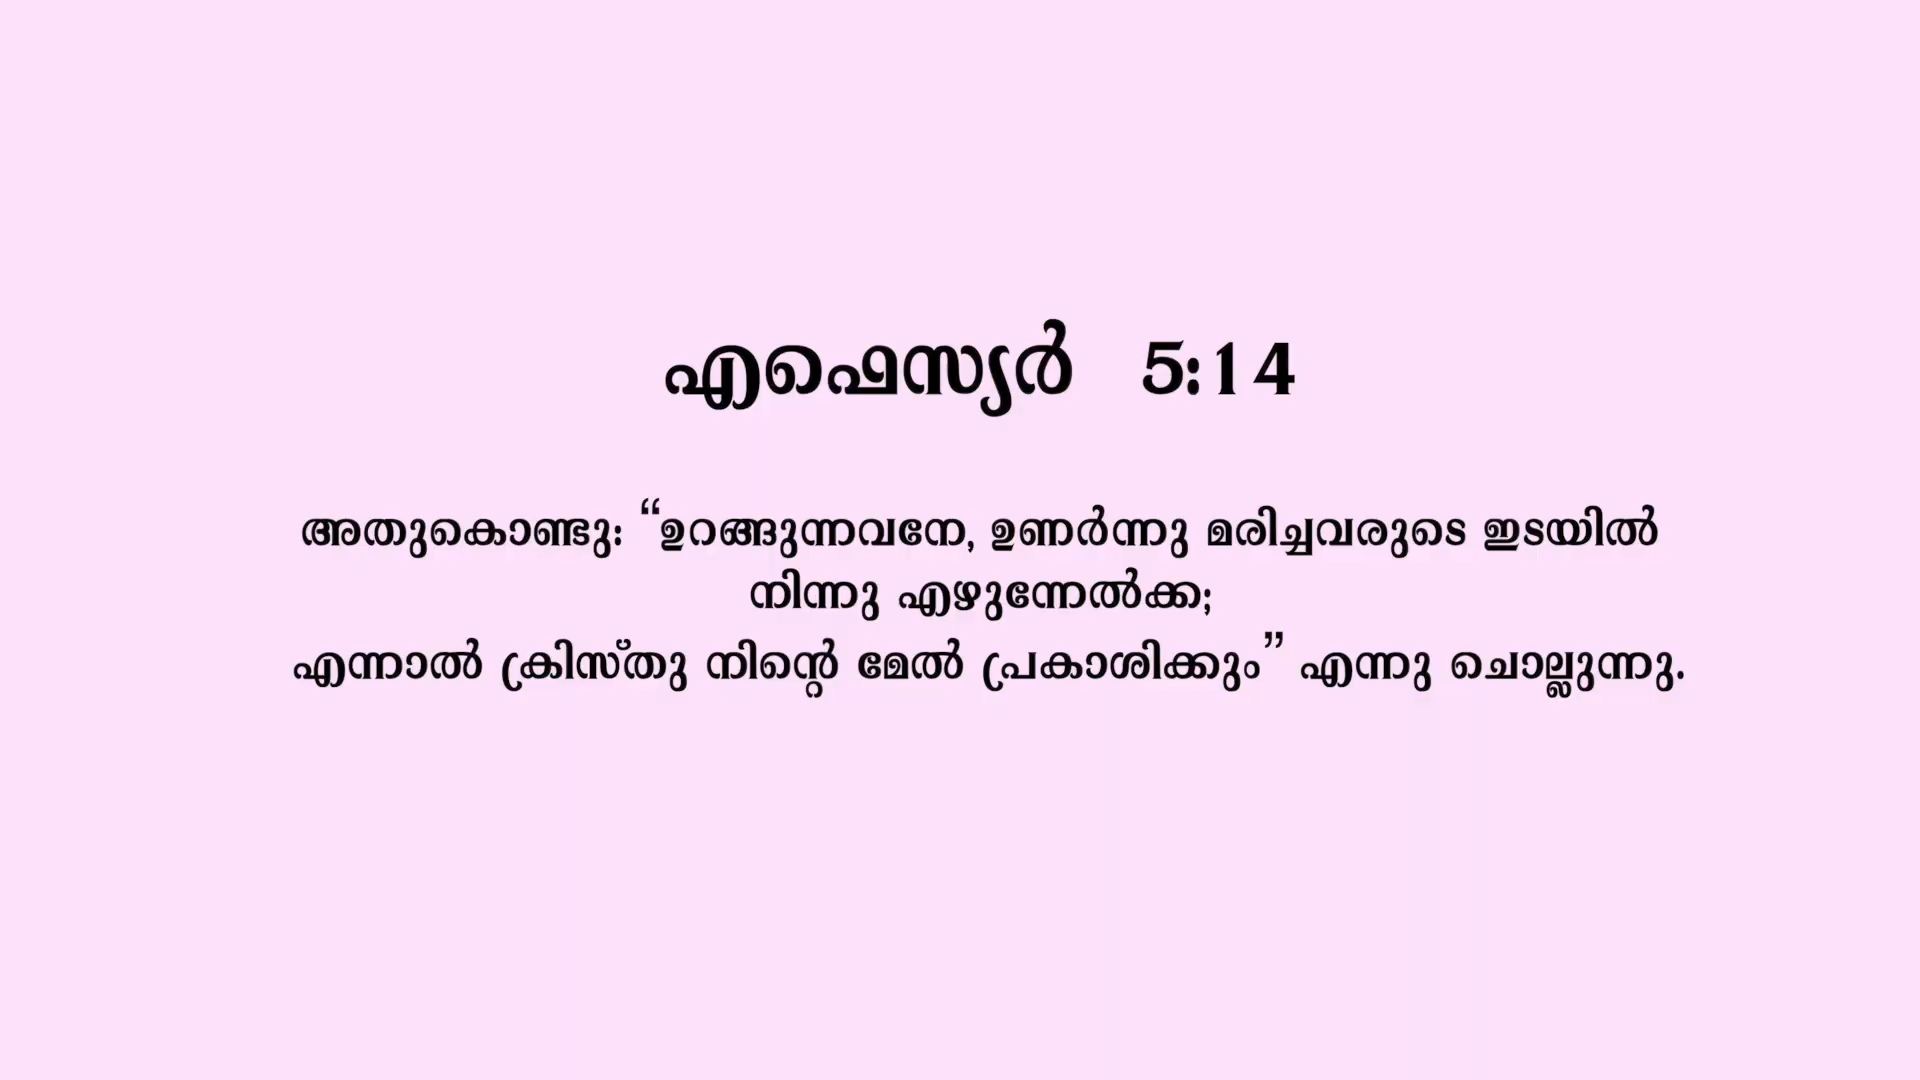 എഫെസ്യർ 5:14
അതുകൊണ്ടു: “ഉറങ്ങുന്നവനേ, ഉണർന്നു മരിച്ചവരുടെ ഇടയിൽ
നിന്നു എഴുന്നേൽക്ക;
എന്നാൽ ക്രിസ്തു നിന്റെ മേൽ പ്രകാശിക്കും” എന്നു ചൊല്ലുന്നു.